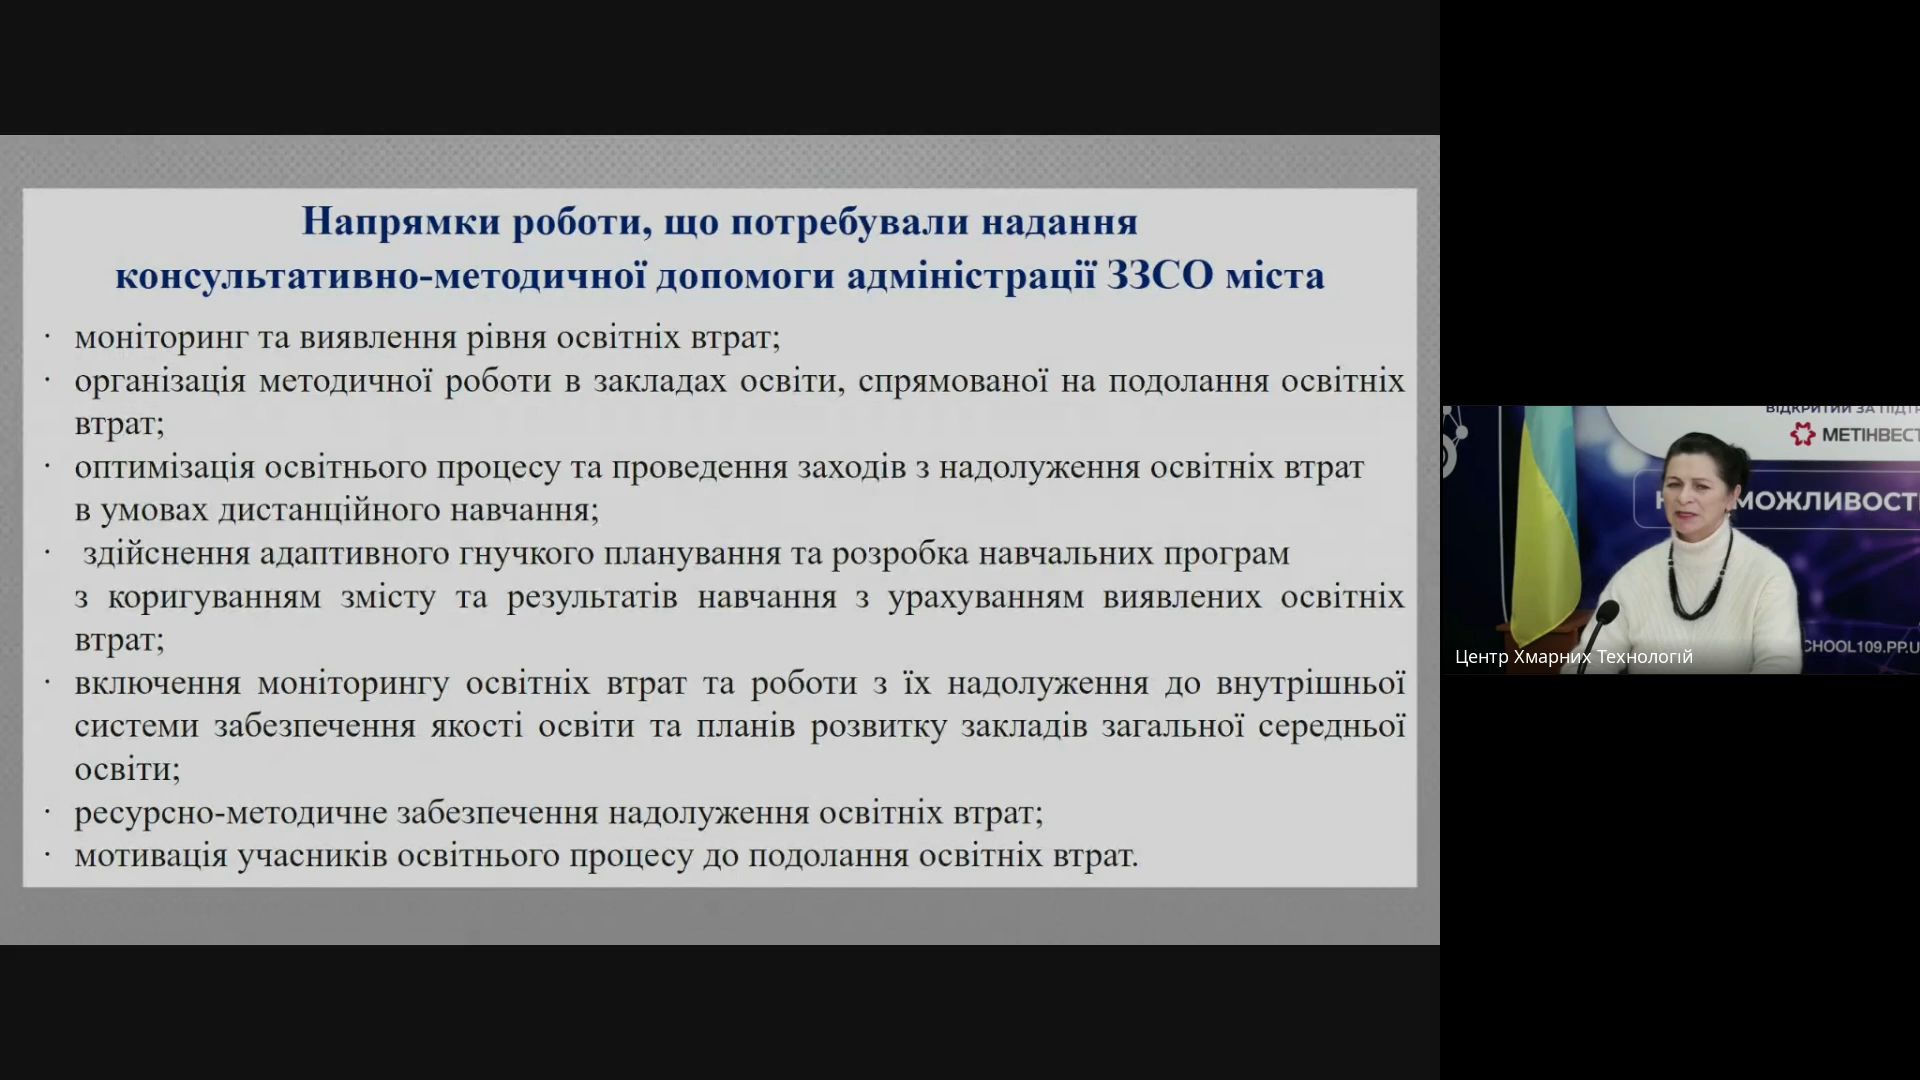 Напрямки роботи, що потребували надання
консультативно-методичної допомоги адміністрації ЗЗСО міста
· моніторинг та виявлення рівня освітніх втрат;
· організація методичної роботи в закладах освіти, спрямованої на подолання освітніх
втрат;
· оптимізація освітнього процесу та проведення заходів з надолуження освітніх втрат
в умовах дистанційного навчання;
· здійснення адаптивного гнучкого планування та розробка навчальних програм
з коригуванням змісту та результатів навчання з урахуванням виявлених освітніх
втрат;
· включення моніторингу освітніх втрат та роботи з їх надолуження до внутрішньої
системи забезпечення якості освіти та планів розвитку закладів загальної середньої
освіти;
· ресурсно-методичне забезпечення надолуження освітніх втрат;
· мотивація учасників освітнього процесу до подолання освітніх втрат.
ВІДКРИТИЙ ЗА
МЕТІНВЕСТ
МОЖЛИВОСТ
CHOOL109.PP.U
Центр Хмарних Технологій